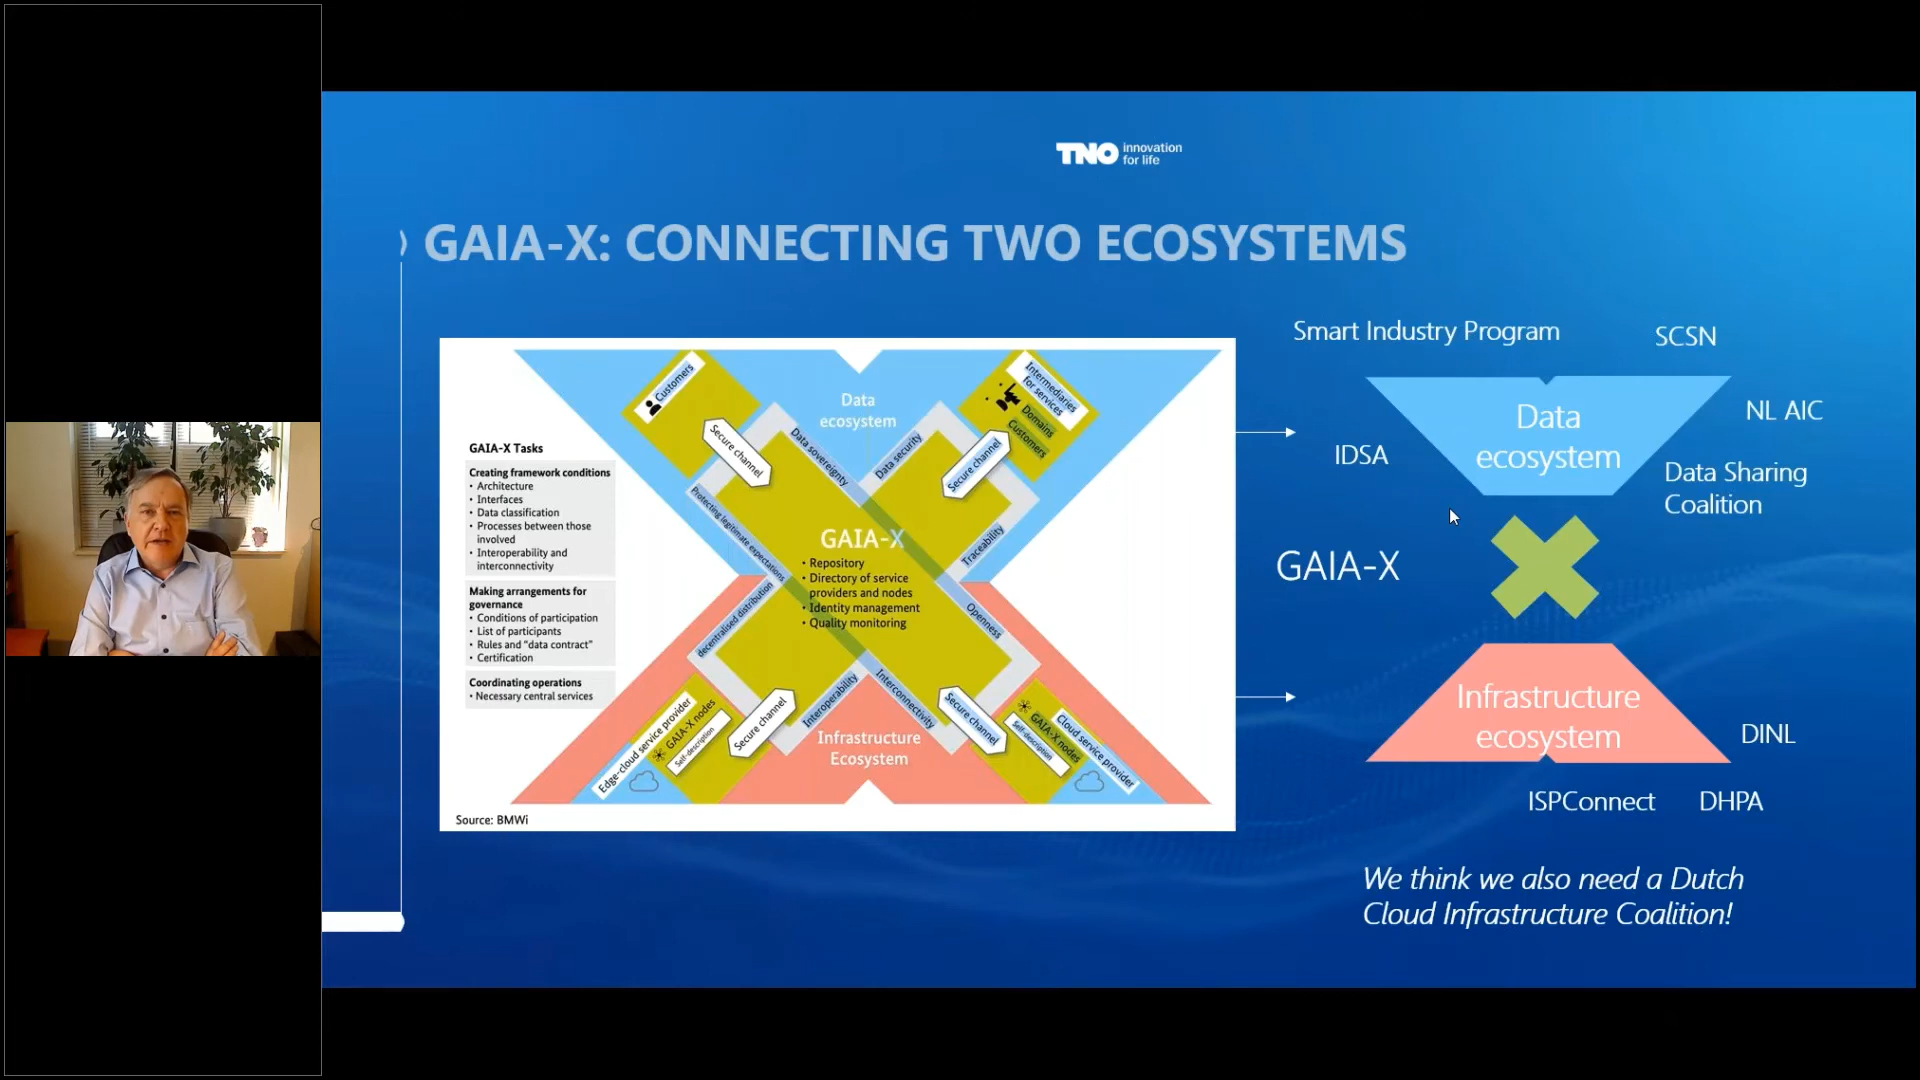 TNO innovation
for life
GAIA-X: CONNECTING TWO ECOSYSTEMS
GAIA-X Tasks
Creating framework conditions
• Architecture
• Interfaces
• Data classification
• Processes between those
involved
• Interoperability and
interconnectivity
Making arrangements for
governance
• Conditions of participation
• List of participants
• Rules and “data contract”
• Certification
Coordinating operations
• Necessary central services
Customers
Secure channel
Data
ecosystem
Intermediaries
for services
Domains
Customers
Secure channel
Data sovereignty
Data security
Protecting legitimate expectations
Traceability
GAIA-X
• Repository
• Directory of service
providers and nodes
• Identity management
• Quality monitoring
decentralised distribution
Openness
Interoperability
Interconnectivity
Edge-cloud service provider
GAIA-X nodes
Self-description
Secure channel
Infrastructure
Ecosystem
Secure channel
Cloud service provider
GAIA-X nodes
Self-description
Source: BMWi
Smart Industry Program
SCSN
Data
ecosystem
NL AIC
IDSA
Data Sharing
Coalition
GAIA-X
Infrastructure
ecosystem
DINL
ISPConnect
DHPA
We think we also need a Dutch
Cloud Infrastructure Coalition!